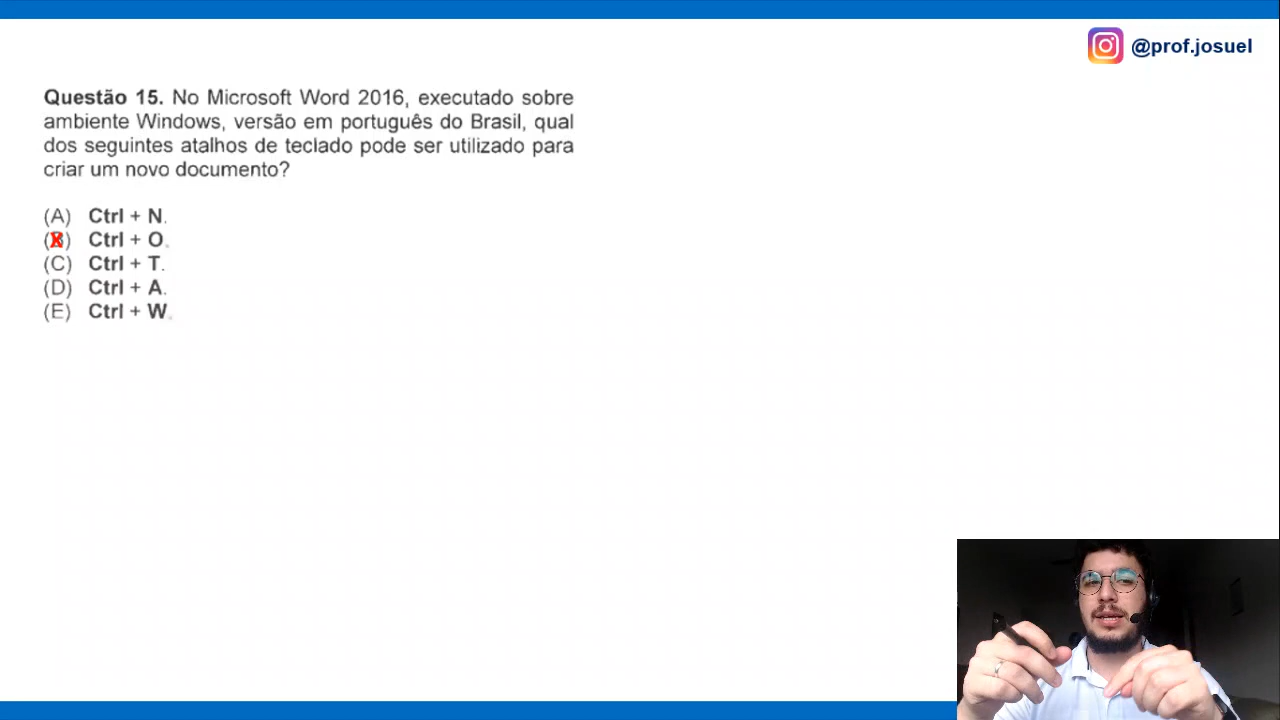 @prof.josuel
Questão 15. No Microsoft Word 2016, executado sobre
ambiente Windows, versão em português do Brasil, qual
dos seguintes atalhos de teclado pode ser utilizado para
criar um novo documento?
(A) Ctrl + N.
(B) Ctrl + O.
(C) Ctrl + T.
(D) Ctrl + A.
(E) Ctrl + W.